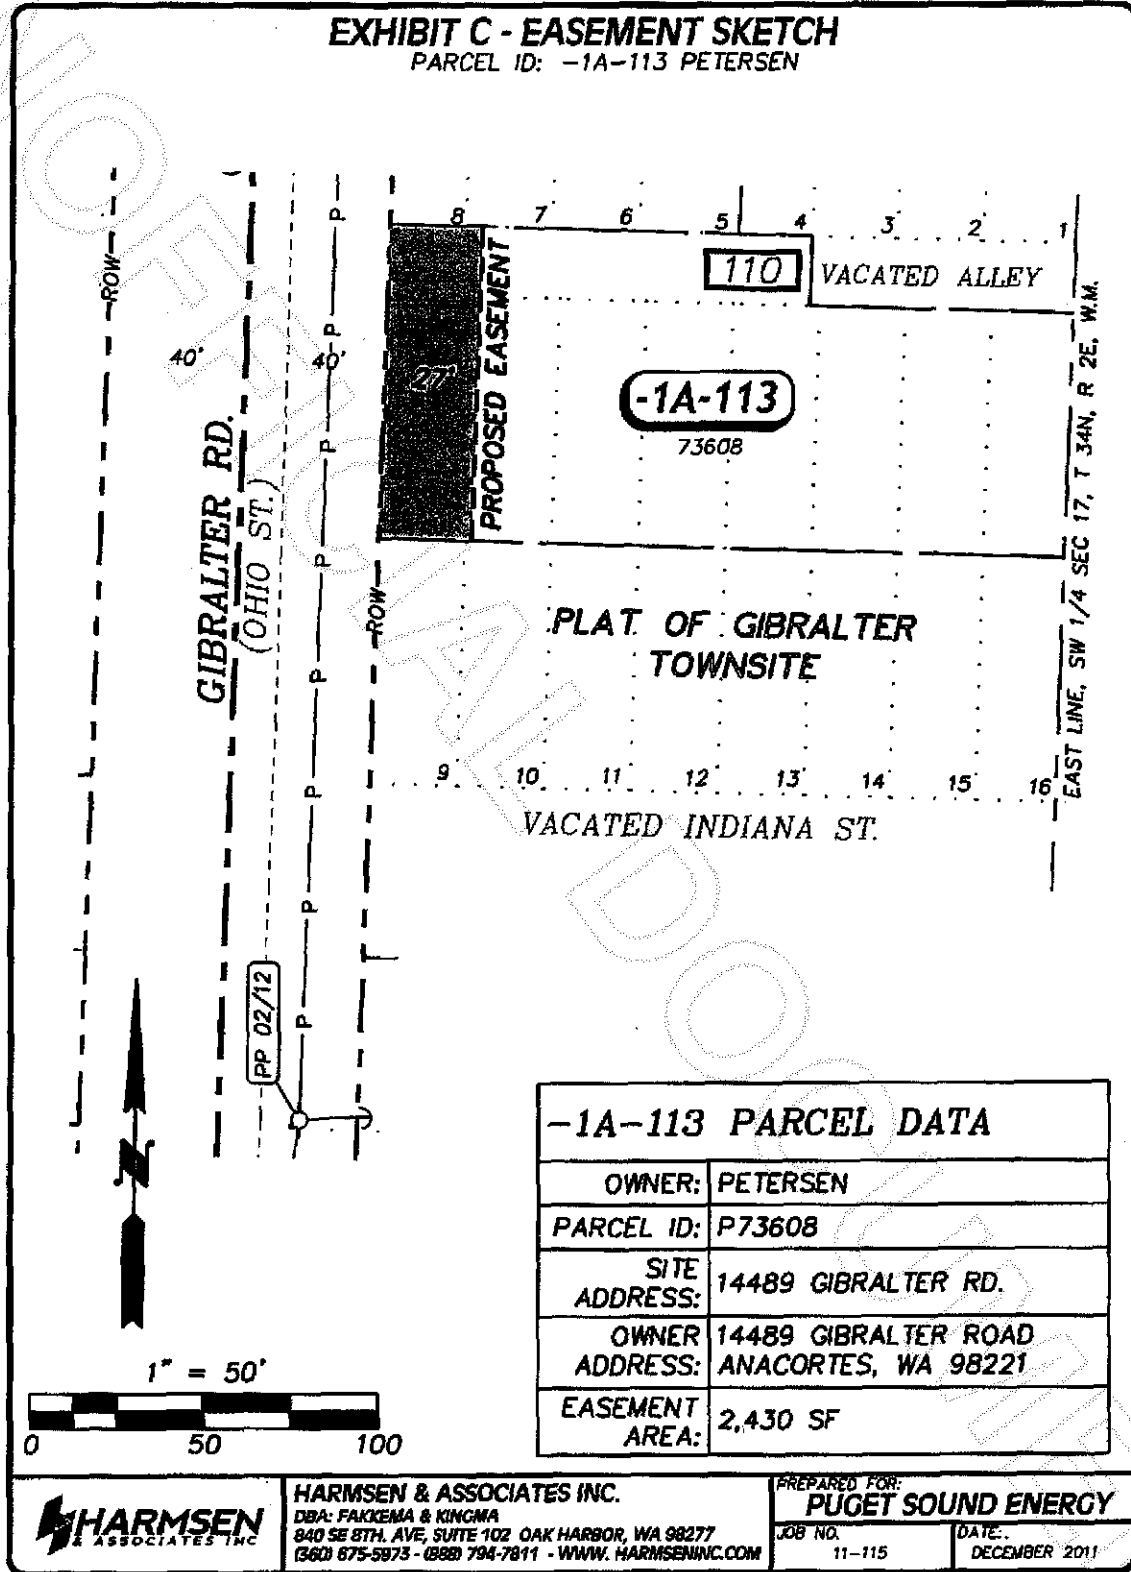 EXHIBIT C - EASEMENT SKETCH
PARCEL ID: -1A-113 PETERSEN
ROW
P
P
P
P
P
P
P
P
40'
40'
27'
PROPOSED EASEMENT
8 7 6 5 4 3 2 1
110
VACATED ALLEY
-1A-113
73608
GIBRALTER RD.
(OHIO ST.)
ROW
PLAT OF GIBRALTER
TOWNSITE
EAST LINE, SW 1/4 SEC 17, T 34N, R 2E, W.M.
9 10 11 12 13 14 15 16
VACATED INDIANA ST.
PP 02/12
N
1" = 50'
0 50 100
-1A-113 PARCEL DATA
OWNER: PETERSEN
PARCEL ID: P73608
SITE ADDRESS: 14489 GIBRALTER RD.
OWNER ADDRESS: 14489 GIBRALTER ROAD
ANACORTES, WA 98221
EASEMENT AREA: 2,430 SF
HARMSEN
& ASSOCIATES INC
HARMSEN & ASSOCIATES INC.
DBA: FAKKEMA & KINGMA
840 SE 8TH. AVE, SUITE 102 OAK HARBOR, WA 98277
(360) 675-5973 - (888) 794-7811 - WWW. HARMSENINC.COM
PREPARED FOR:
PUGET SOUND ENERGY
JOB NO.
11-115
DATE:.
DECEMBER 2011
UNOFFICIAL DOCUMENT